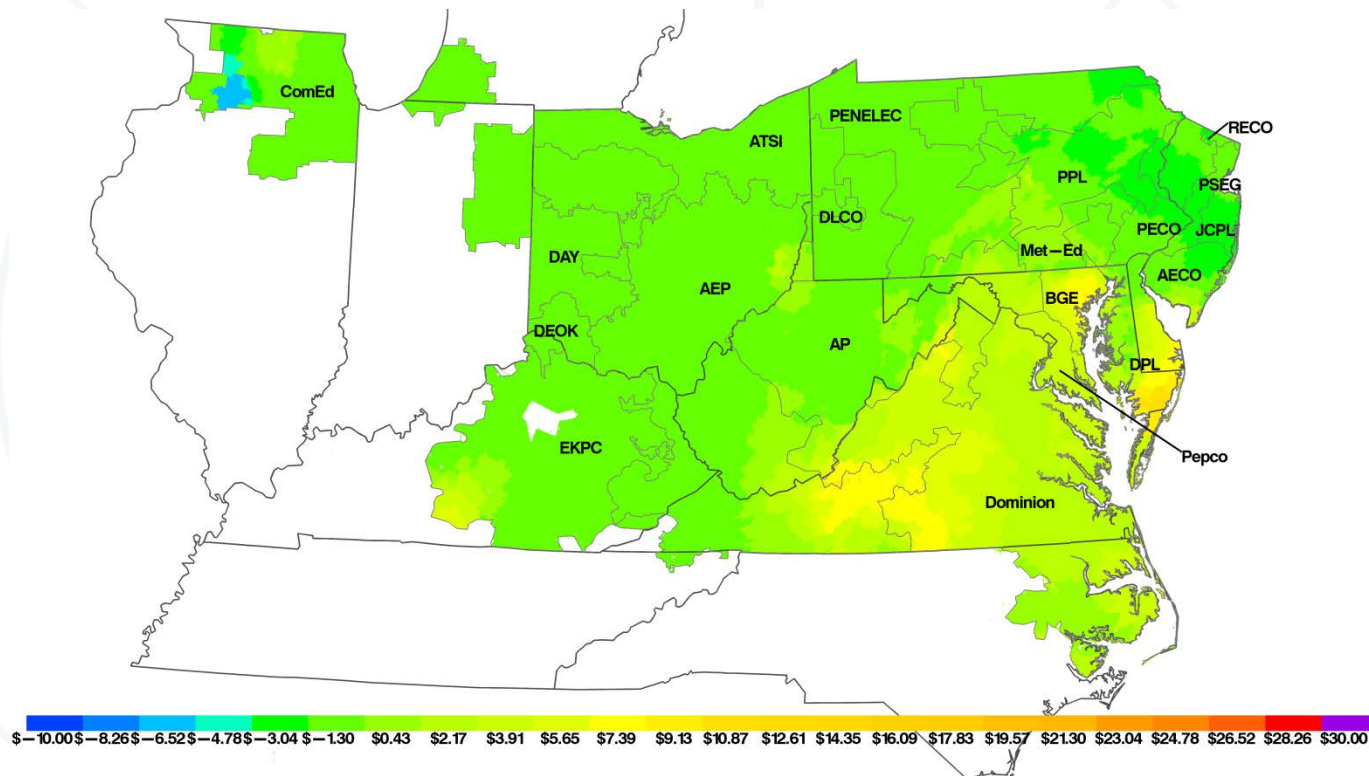 ComEd
ATSI
PENELEC
RECO
PPL
PSEG
DLCO
PECO
JCPL
DAY
Met-Ed
AECO
AEP
BGE
DEOK
AP
DPL
EKPC
Pepco
Dominion
$-10.00 $-8.26 $-6.52 $-4.78 $-3.04 $-1.30 $0.43 $2.17 $3.91 $5.65 $7.39 $9.13 $10.87 $12.61 $14.35 $16.09 $17.83 $19.57 $21.30 $23.04 $24.78 $26.52 $28.26 $30.00